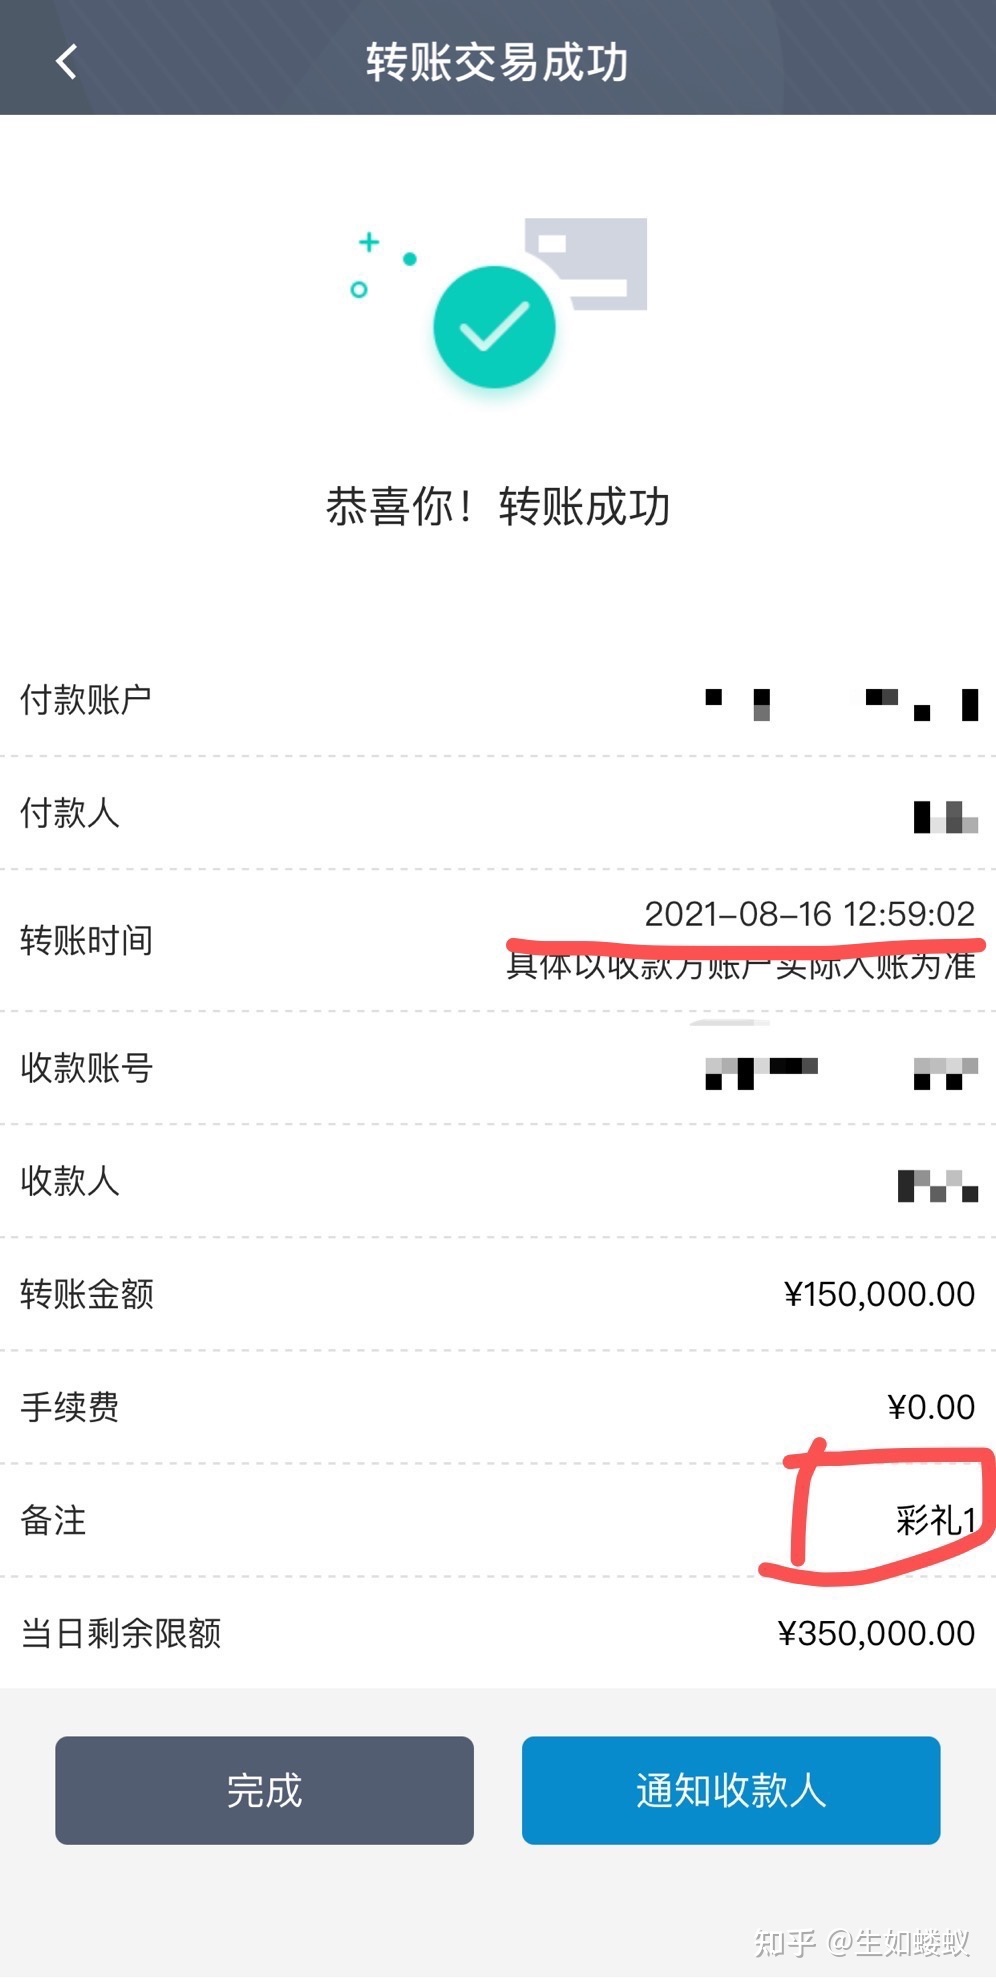 转账交易成功
恭喜你！转账成功
付款账户
付款人
转账时间
2021-08-16 12:59:02
具体以收款方账户实际入账为准
收款账号
收款人
转账金额
¥150,000.00
手续费
¥0.00
备注
彩礼1
当日剩余限额
¥350,000.00
完成
通知收款人
知乎 @生如蝼蚁